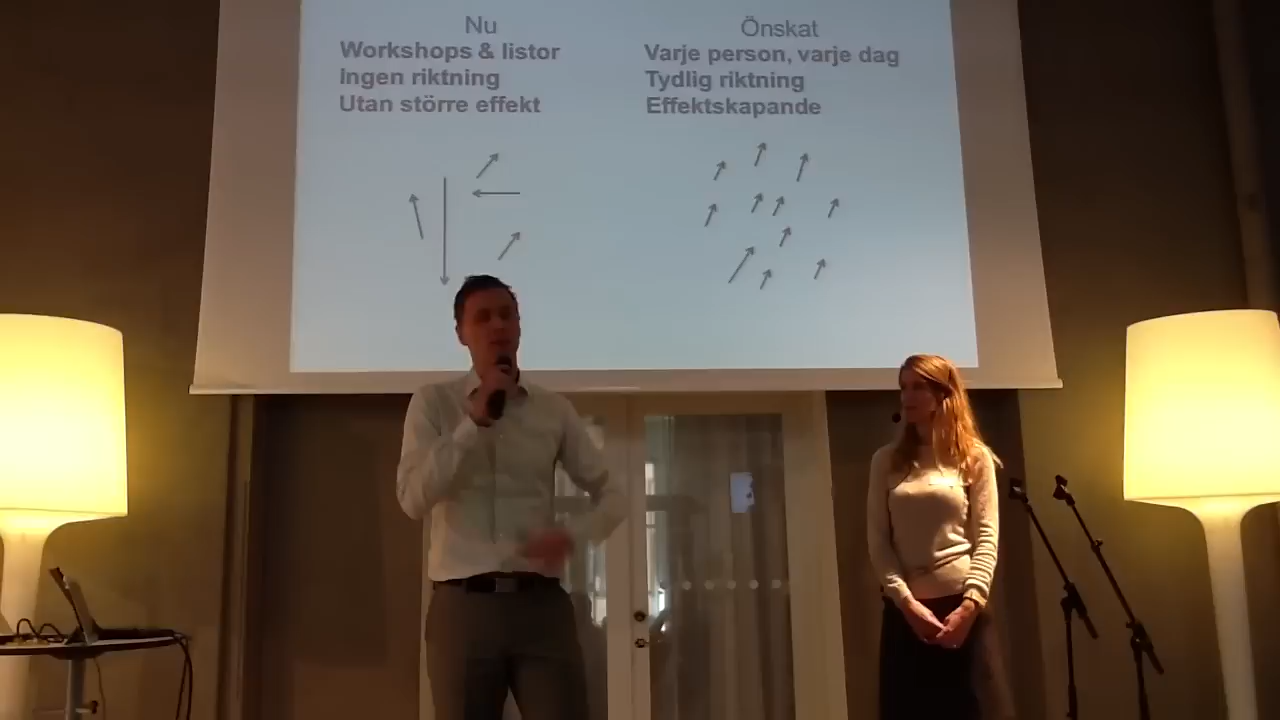 Nu
Workshops & listor
Ingen riktning
Utan större effekt
Önskat
Varje person, varje dag
Tydlig riktning
Effektskapande